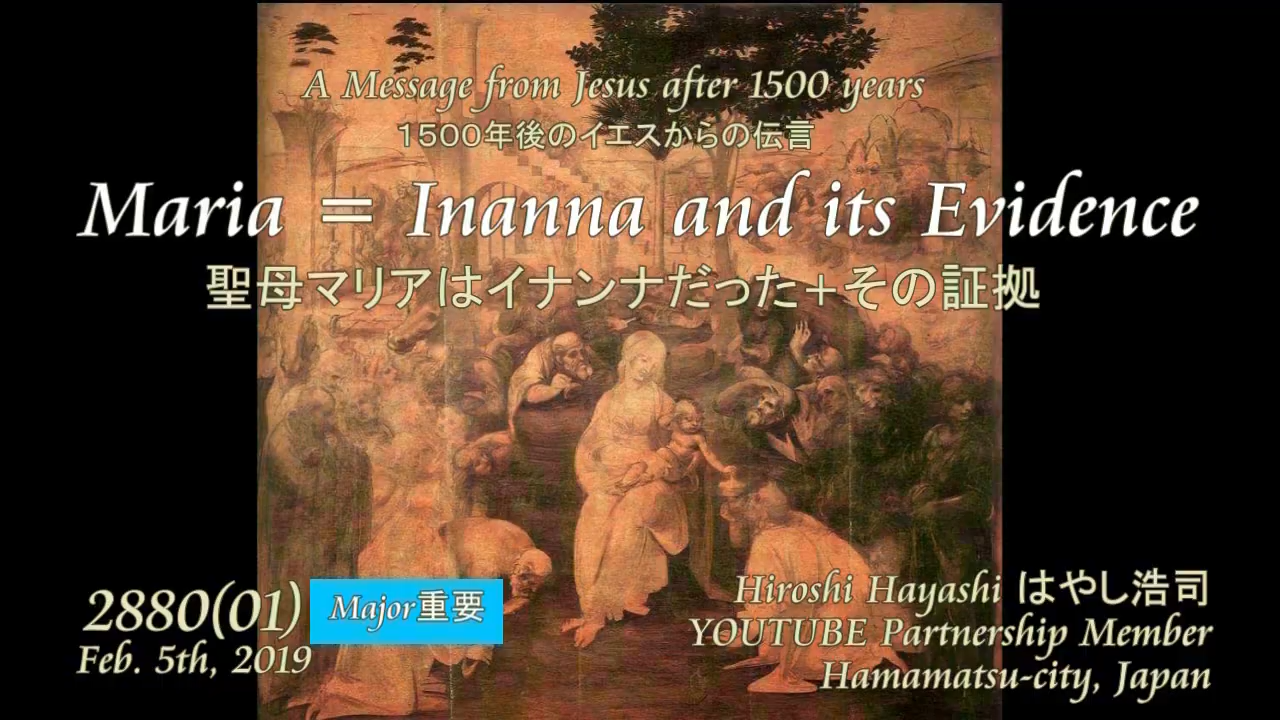 A Message from Jesus after 1500 years
1500年後のイエスからの伝言
Maria = Inanna and its Evidence
聖母マリアはイナンナだった+その証拠
2880(01) Major重要
Feb. 5th, 2019
Hiroshi Hayashi はやし浩司
YOUTUBE Partnership Member
Hamamatsu-city, Japan